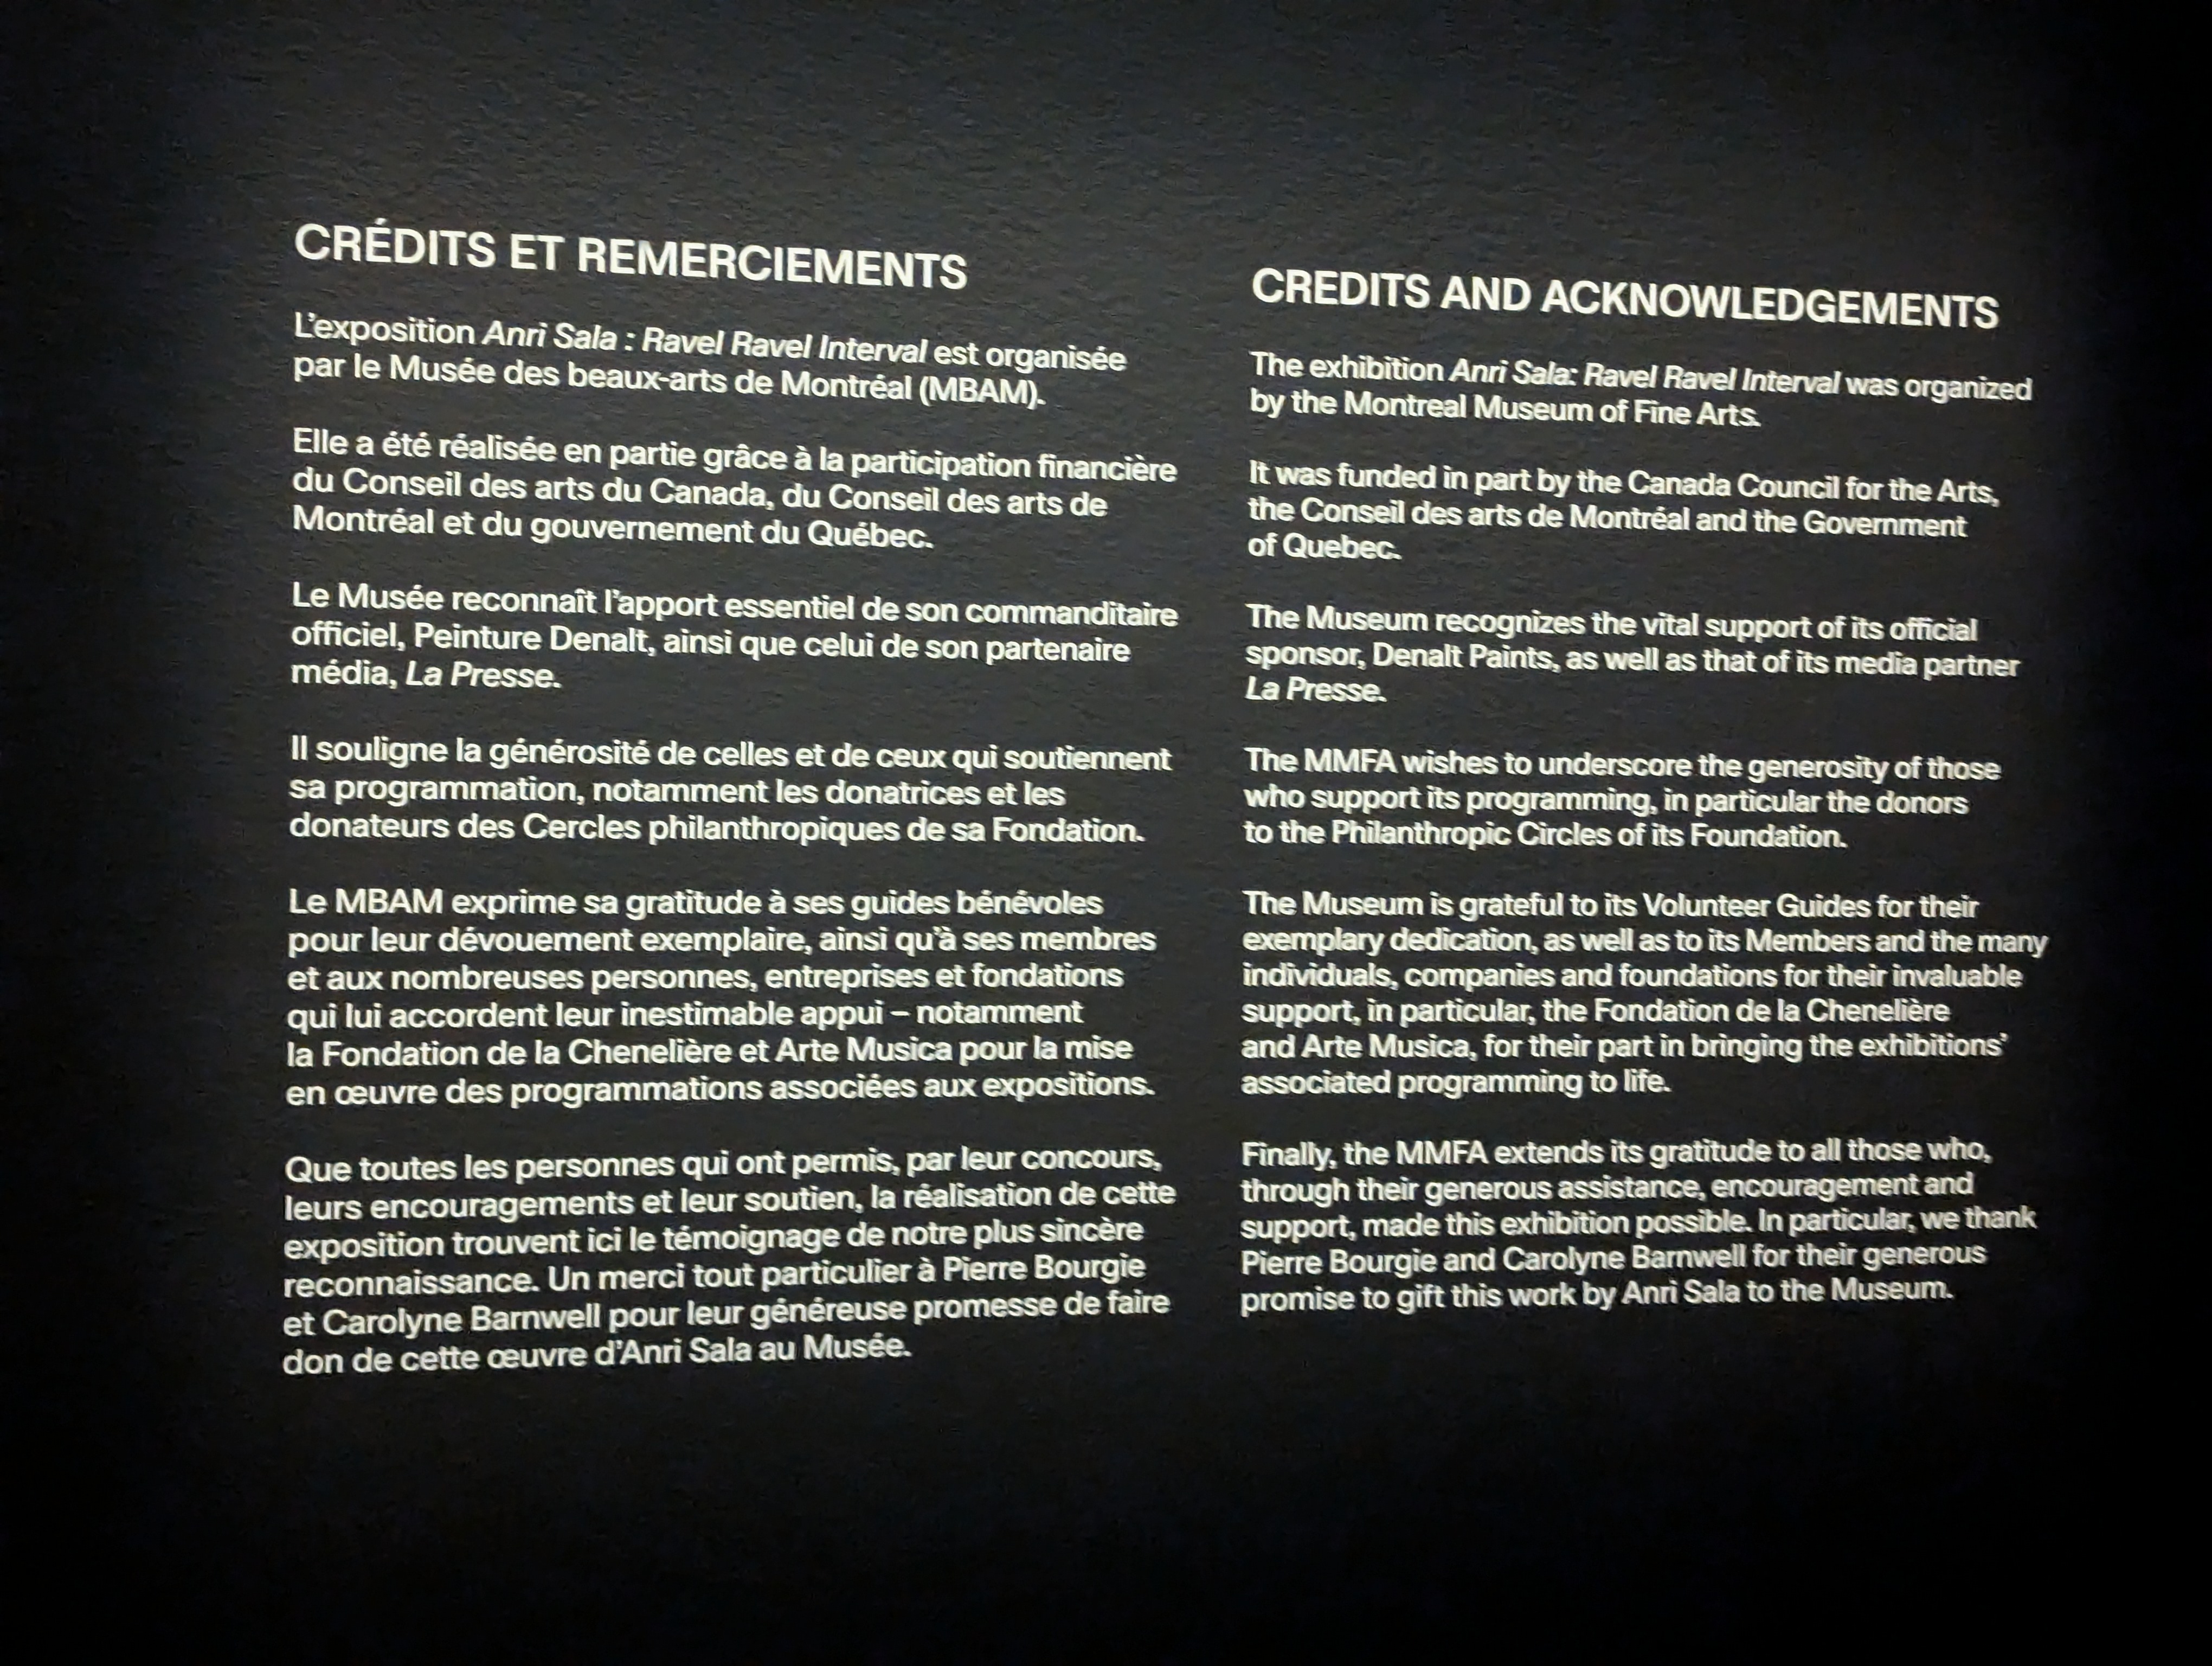 CRÉDITS ET REMERCIEMENTS
L'exposition Anri Sala : Ravel Ravel Interval est organisée
par le Musée des beaux-arts de Montréal (MBAM).
Elle a été réalisée en partie grâce à la participation financière
du Conseil des arts du Canada, du Conseil des arts de
Montréal et du gouvernement du Québec.
Le Musée reconnaît l'apport essentiel de son commanditaire
officiel, Peinture Denalt, ainsi que celui de son partenaire
média, La Presse.
Il souligne la générosité de celles et de ceux qui soutiennent
sa programmation, notamment les donatrices et les
donateurs des Cercles philanthropiques de sa Fondation.
Le MBAM exprime sa gratitude à ses guides bénévoles
pour leur dévouement exemplaire, ainsi qu'à ses membres
et aux nombreuses personnes, entreprises et fondations
qui lui accordent leur inestimable appui – notamment
la Fondation de la Chenelière et Arte Musica pour la mise
en œuvre des programmations associées aux expositions.
Que toutes les personnes qui ont permis, par leur concours,
leurs encouragements et leur soutien, la réalisation de cette
exposition trouvent ici le témoignage de notre plus sincère
reconnaissance. Un merci tout particulier à Pierre Bourgie
et Carolyne Barnwell pour leur généreuse promesse de faire
don de cette œuvre d'Anri Sala au Musée.
CREDITS AND ACKNOWLEDGEMENTS
The exhibition Anri Sala: Ravel Ravel Interval was organized
by the Montreal Museum of Fine Arts.
It was funded in part by the Canada Council for the Arts,
the Conseil des arts de Montréal and the Government
of Quebec.
The Museum recognizes the vital support of its official
sponsor, Denalt Paints, as well as that of its media partner
La Presse.
The MMFA wishes to underscore the generosity of those
who support its programming, in particular the donors
to the Philanthropic Circles of its Foundation.
The Museum is grateful to its Volunteer Guides for their
exemplary dedication, as well as to its Members and the many
individuals, companies and foundations for their invaluable
support, in particular, the Fondation de la Chenelière
and Arte Musica, for their part in bringing the exhibitions'
associated programming to life.
Finally, the MMFA extends its gratitude to all those who,
through their generous assistance, encouragement and
support, made this exhibition possible. In particular, we thank
Pierre Bourgie and Carolyne Barnwell for their generous
promise to gift this work by Anri Sala to the Museum.